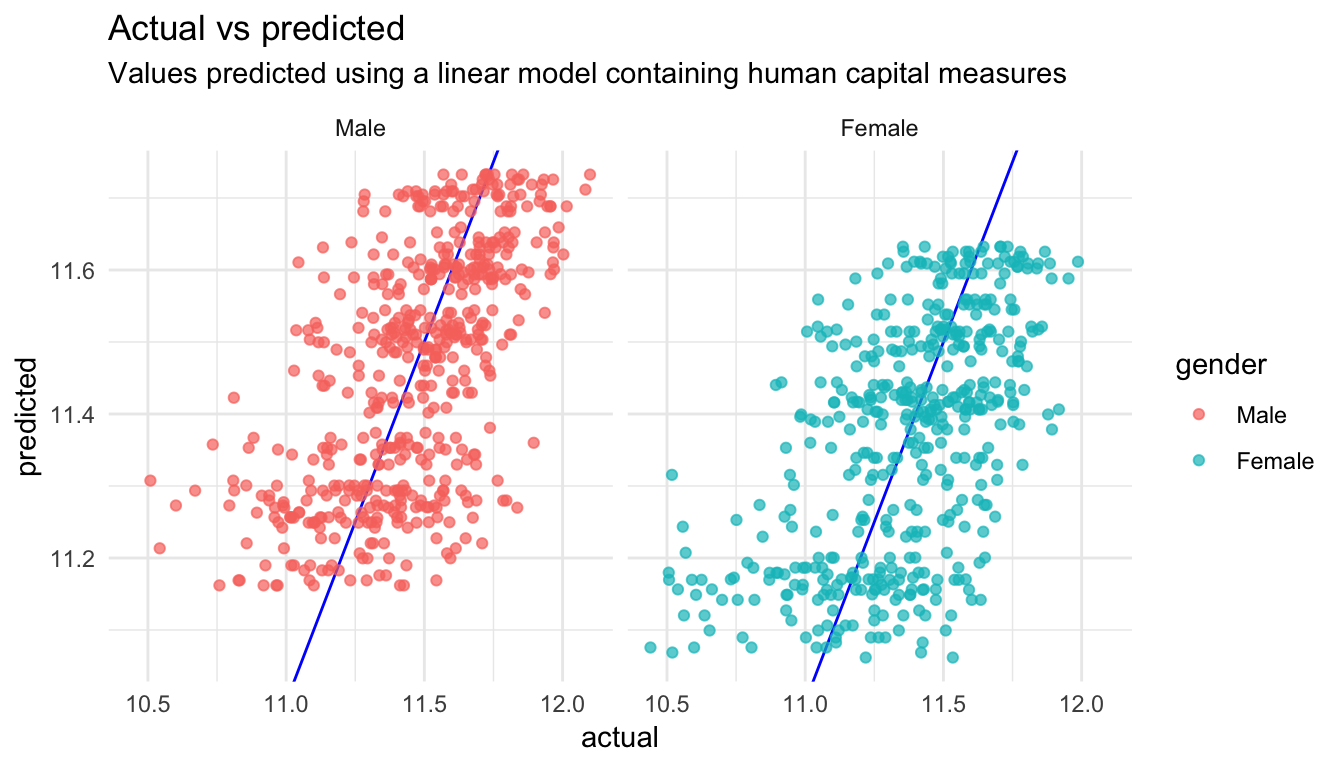 Actual vs predicted
Values predicted using a linear model containing human capital measures
Male
Female
11.6
11.4
11.2
predicted
10.5
11.0
11.5
12.0
10.5
11.0
11.5
12.0
actual
gender
Male
Female